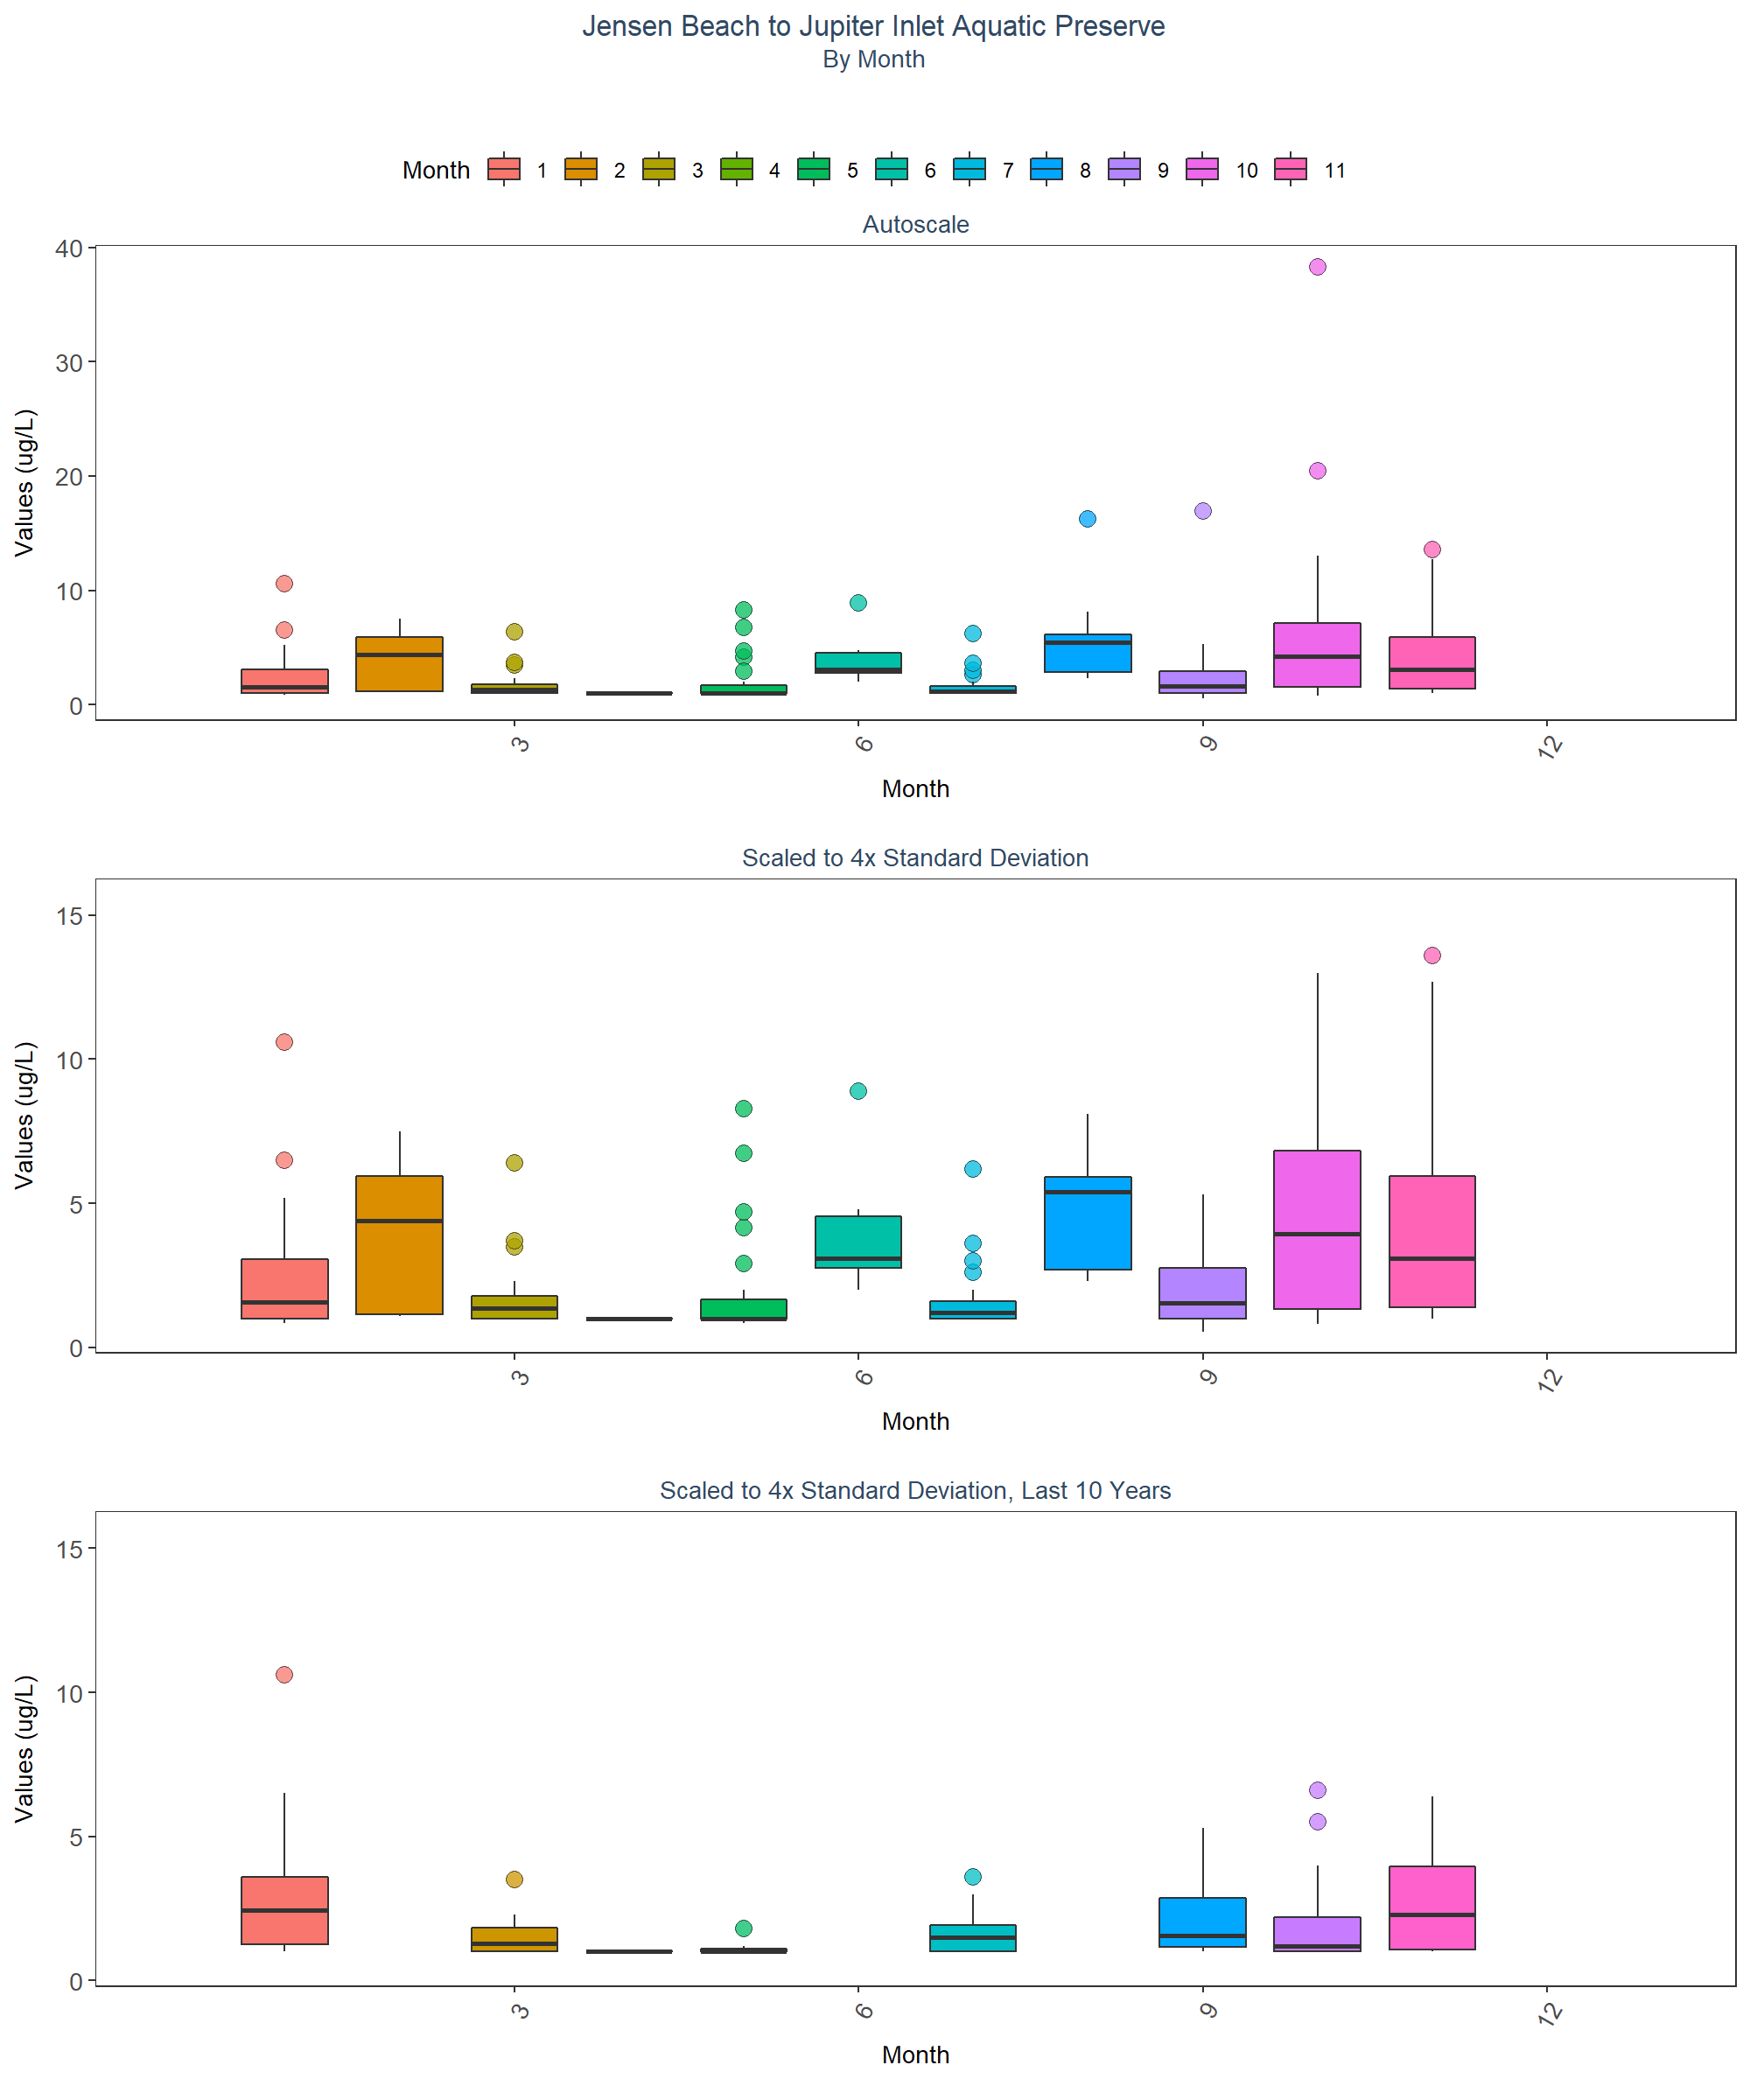 Jensen Beach to Jupiter Inlet Aquatic Preserve
By Month
Month 1 2 3 4 5 6 7 8 9 10 11
Autoscale
40
30
20
10
0
Values (ug/L)
3 6 9 12
Month
Scaled to 4x Standard Deviation
15
10
5
0
Values (ug/L)
3 6 9 12
Month
Scaled to 4x Standard Deviation, Last 10 Years
15
10
5
0
Values (ug/L)
3 6 9 12
Month